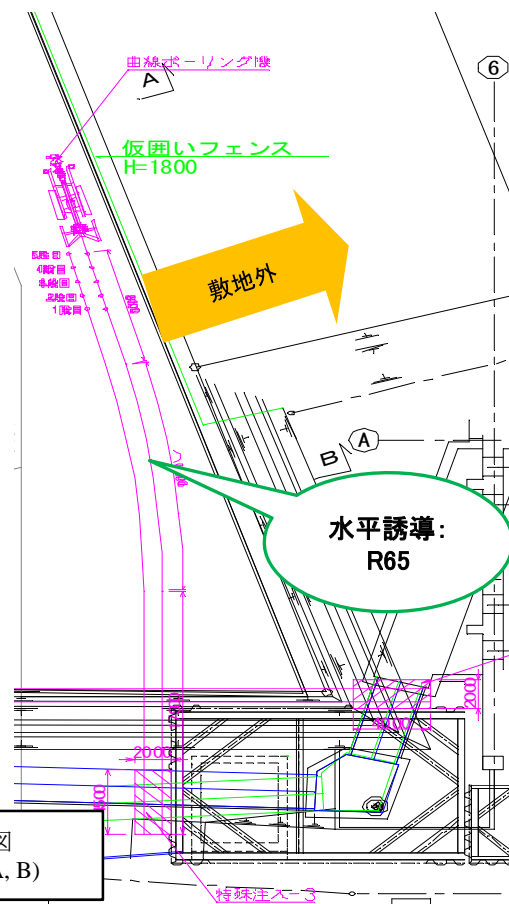 曲線ボーリング機
A
6
仮囲いフェンス
H=1800
敷地外
5段目
4段目
3段目
2段目
1段目
A
B
水平誘導:
R65
2000
2000
図
A, B)
特殊注入-3